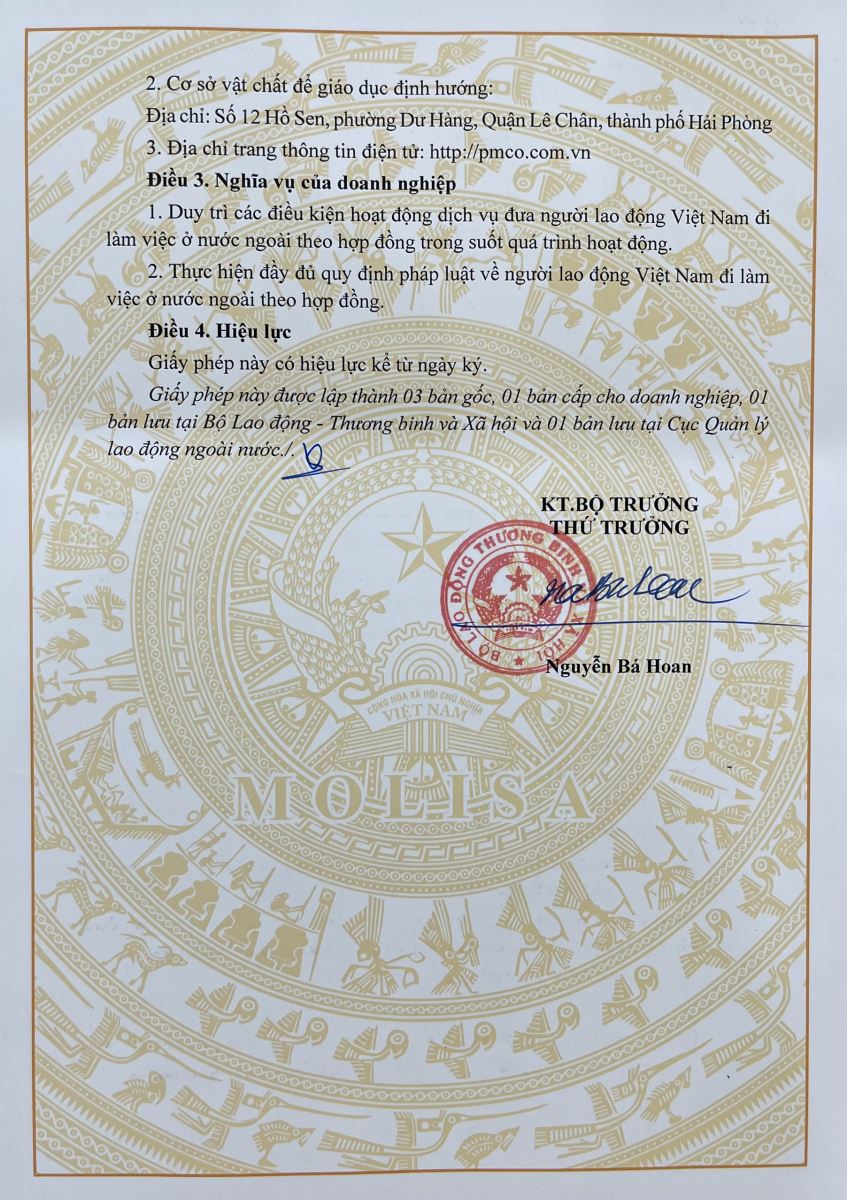 2. Cơ sở vật chất để giáo dục định hướng:
Địa chỉ: Số 12 Hồ Sen, phường Dư Hàng, Quận Lê Chân, thành phố Hải Phòng
3. Địa chỉ trang thông tin điện tử: http://pmco.com.vn
Điều 3. Nghĩa vụ của doanh nghiệp
1. Duy trì các điều kiện hoạt động dịch vụ đưa người lao động Việt Nam đi
làm việc ở nước ngoài theo hợp đồng trong suốt quá trình hoạt động.
2. Thực hiện đầy đủ quy định pháp luật về người lao động Việt Nam đi làm
việc ở nước ngoài theo hợp đồng.
Điều 4. Hiệu lực
Giấy phép này có hiệu lực kể từ ngày ký.
Giấy phép này được lập thành 03 bản gốc, 01 bản cấp cho doanh nghiệp, 01
bản lưu tại Bộ Lao động - Thương binh và Xã hội và 01 bản lưu tại Cục Quản lý
lao động ngoài nước./.
KT.BỘ TRƯỞNG
THỨ TRƯỞNG
BỘ LAO ĐỘNG THƯƠNG BINH XÃ HỘI
Nguyễn Bá Hoan
CỘNG HÒA XÃ HỘI CHỦ NGHĨA
VIỆT NAM
MOLISA